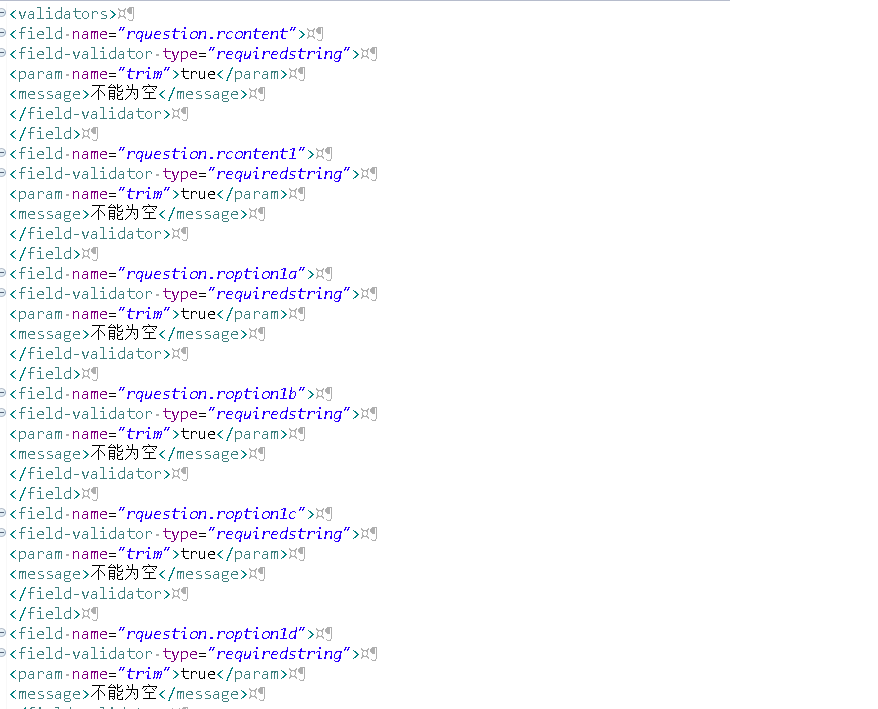 <validators>¤¶
<field name="rquestion.rcontent">¤¶
<field-validator type="requiredstring">¤¶
<param name="trim">true</param>¤¶
<message>不能为空</message>¤¶
</field-validator>¤¶
</field>¤¶
<field name="rquestion.rcontent1">¤¶
<field-validator type="requiredstring">¤¶
<param name="trim">true</param>¤¶
<message>不能为空</message>¤¶
</field-validator>¤¶
</field>¤¶
<field name="rquestion.roption1a">¤¶
<field-validator type="requiredstring">¤¶
<param name="trim">true</param>¤¶
<message>不能为空</message>¤¶
</field-validator>¤¶
</field>¤¶
<field name="rquestion.roption1b">¤¶
<field-validator type="requiredstring">¤¶
<param name="trim">true</param>¤¶
<message>不能为空</message>¤¶
</field-validator>¤¶
</field>¤¶
<field name="rquestion.roption1c">¤¶
<field-validator type="requiredstring">¤¶
<param name="trim">true</param>¤¶
<message>不能为空</message>¤¶
</field-validator>¤¶
</field>¤¶
<field name="rquestion.roption1d">¤¶
<field-validator type="requiredstring">¤¶
<param name="trim">true</param>¤¶
<message>不能为空</message>¤¶